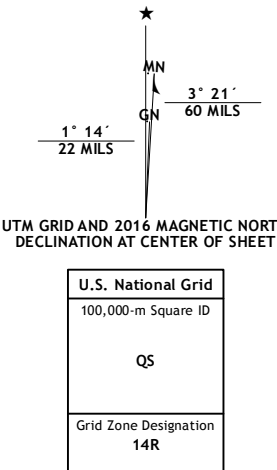 ★
MN
GN
3° 21´
60 MILS
1° 14´
22 MILS
UTM GRID AND 2016 MAGNETIC NORT
DECLINATION AT CENTER OF SHEET
U.S. National Grid
100,000-m Square ID
QS
Grid Zone Designation
14R